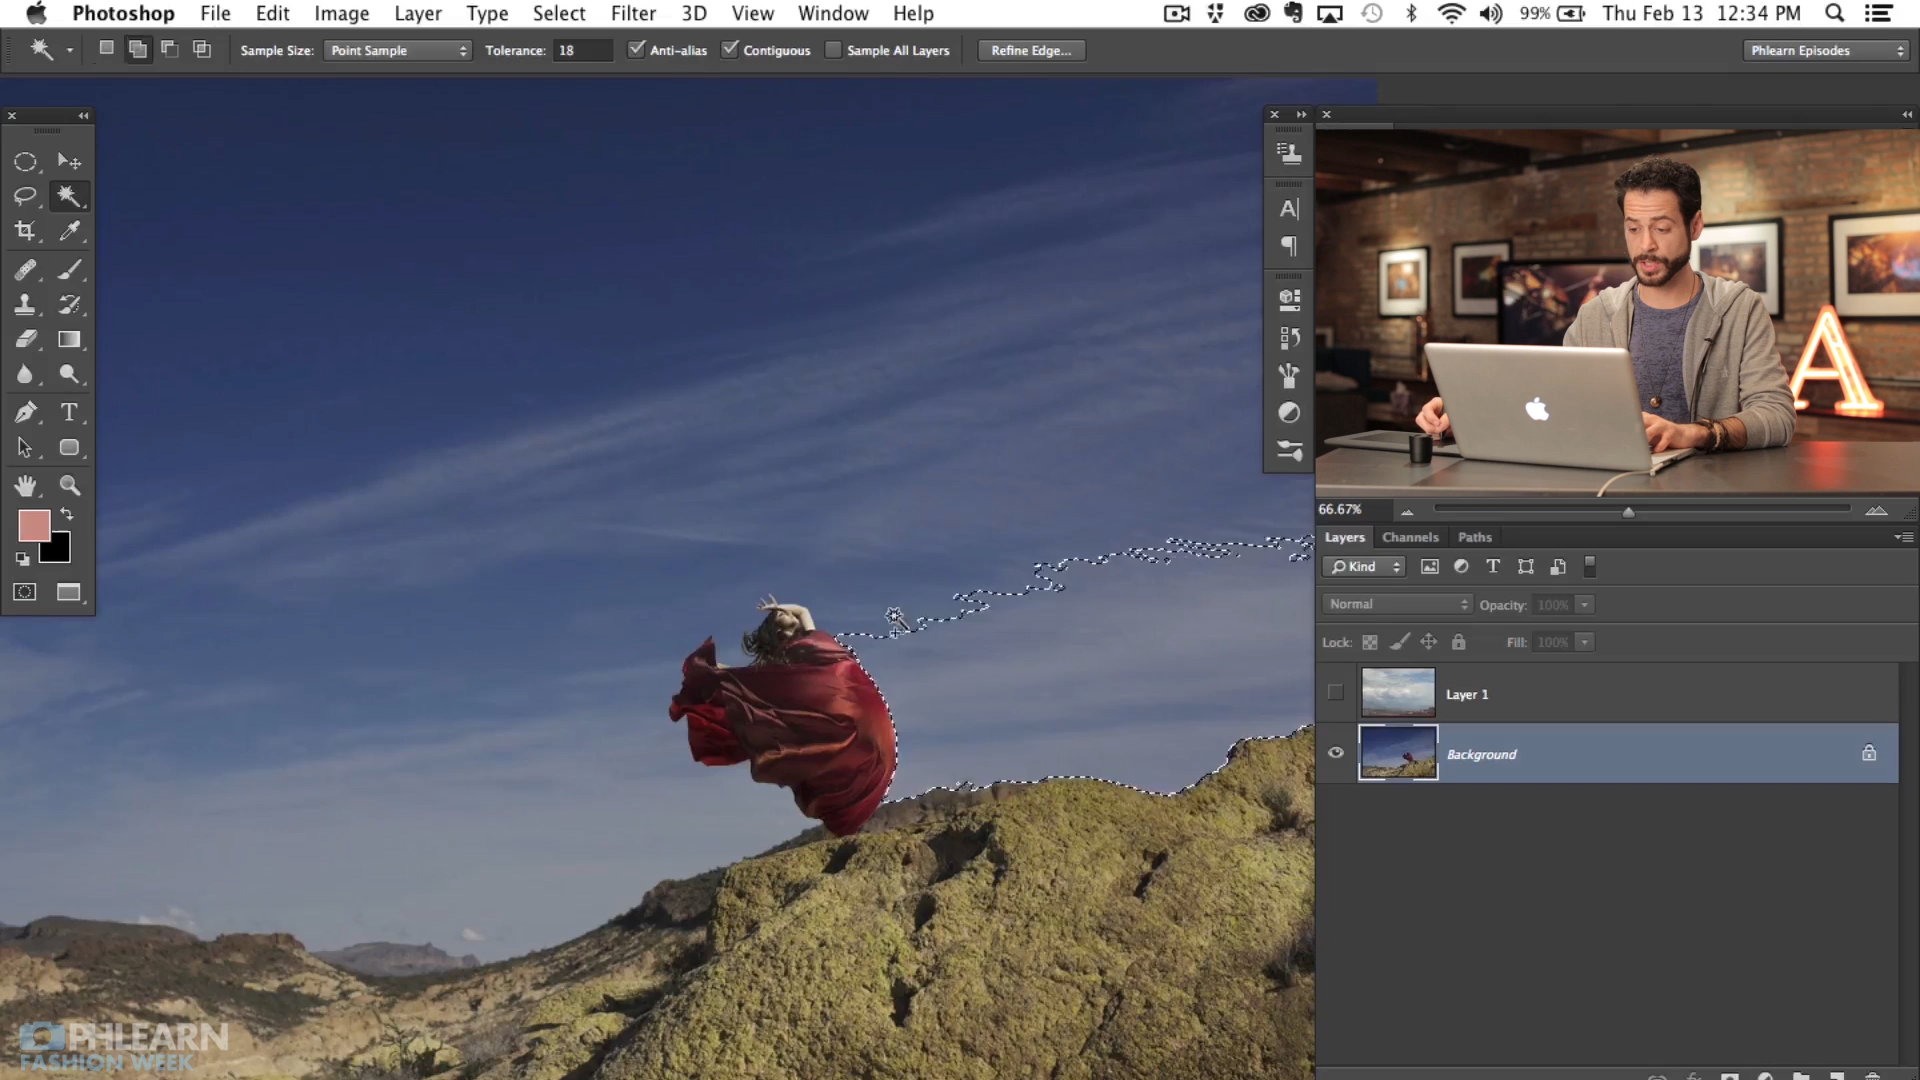 Photoshop File Edit Image Layer Type Select Filter 3D View Window Help 99% Thu Feb 13 12:34 PM
Sample Size: Point Sample Tolerance: 18 Anti-alias Contiguous Sample All Layers Refine Edge... Phlearn Episodes
66.67%
Layers Channels Paths
Kind
Normal Opacity: 100%
Lock: Fill: 100%
Layer 1
Background
PHLEARN
FASHION WEEK